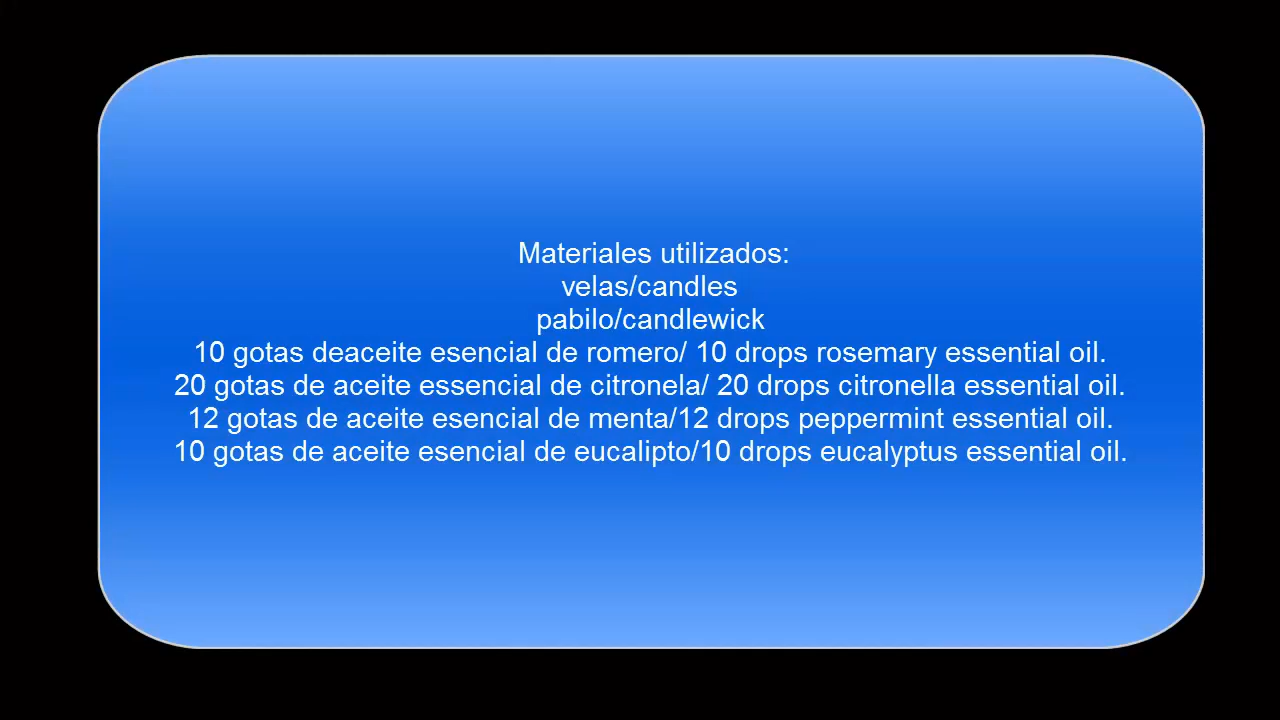 Materiales utilizados:
velas/candles
pabilo/candlewick
10 gotas deaceite esencial de romero/ 10 drops rosemary essential oil.
20 gotas de aceite essencial de citronela/ 20 drops citronella essential oil.
12 gotas de aceite esencial de menta/12 drops peppermint essential oil.
10 gotas de aceite esencial de eucalipto/10 drops eucalyptus essential oil.